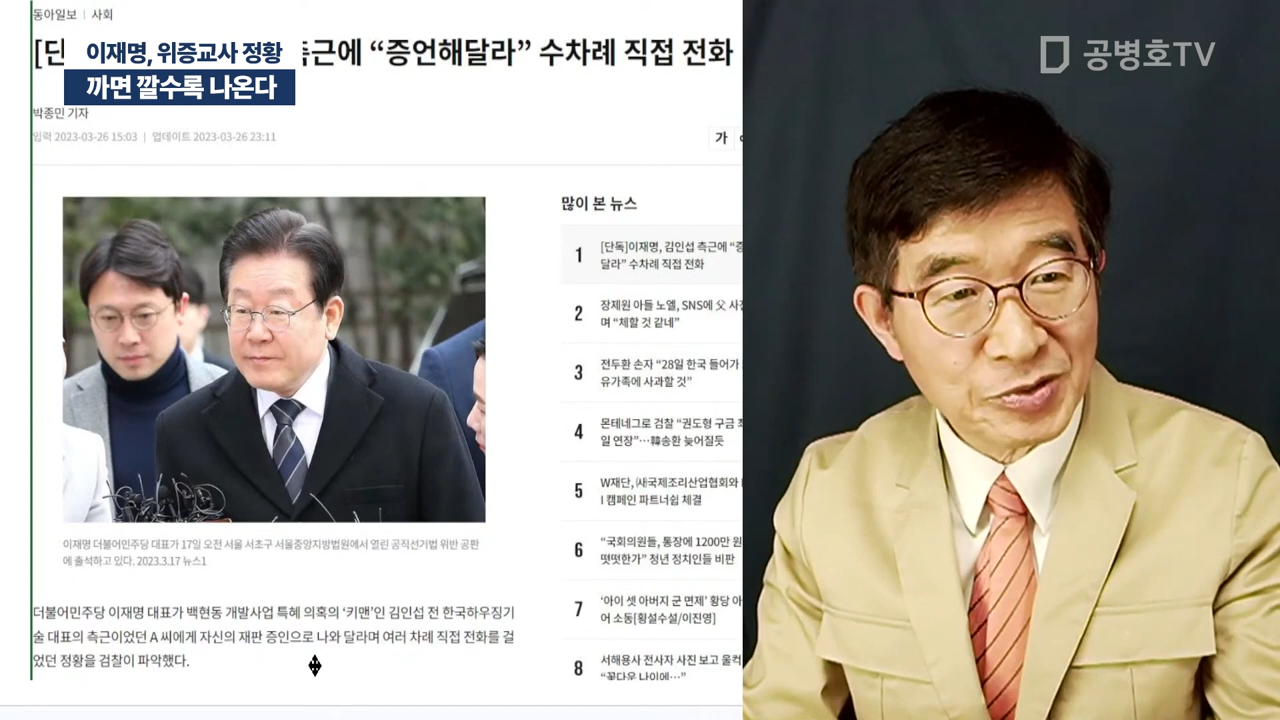 동아일보 | 사회
이재명, 위증교사 정황
까면 깔수록 나온다
측근에 “증언해달라” 수차례 직접 전화
공병호TV
박종민 기자
입력 2023-03-26 15:03 | 업데이트 2023-03-26 23:11
가
많이 본 뉴스
1 [단독]이재명, 김인섭 측근에 “증
달라” 수차례 직접 전화
2 장제원 아들 노엘, SNS에 父 사진
며 “체할 것 같네”
3 전두환 손자 “28일 한국 들어가
유가족에 사과할 것”
4 몬테네그로 검찰 “권도형 구금 최
일 연장”…韓송환 늦어질듯
5 W재단, ㈔국제조리산업협회와
I 캠페인 파트너쉽 체결
6 “국회의원들, 통장에 1200만 원
떳떳한가” 청년 정치인들 비판
7 ‘아이 셋 아버지 군 면제’ 황당 아
어 소동[황설수설/이진영]
8 서해용사 전사자 사진 보고 울컥
“꽃다운 나이에…”
이재명 더불어민주당 대표가 17일 오전 서울 서초구 서울중앙지방법원에서 열린 공직선거법 위반 공판
에 출석하고 있다. 2023.3.17 뉴스1
더불어민주당 이재명 대표가 백현동 개발사업 특혜 의혹의 ‘키맨’인 김인섭 전 한국하우징기
술 대표의 측근이었던 A 씨에게 자신의 재판 증인으로 나와 달라며 여러 차례 직접 전화를 걸
었던 정황을 검찰이 파악했다.